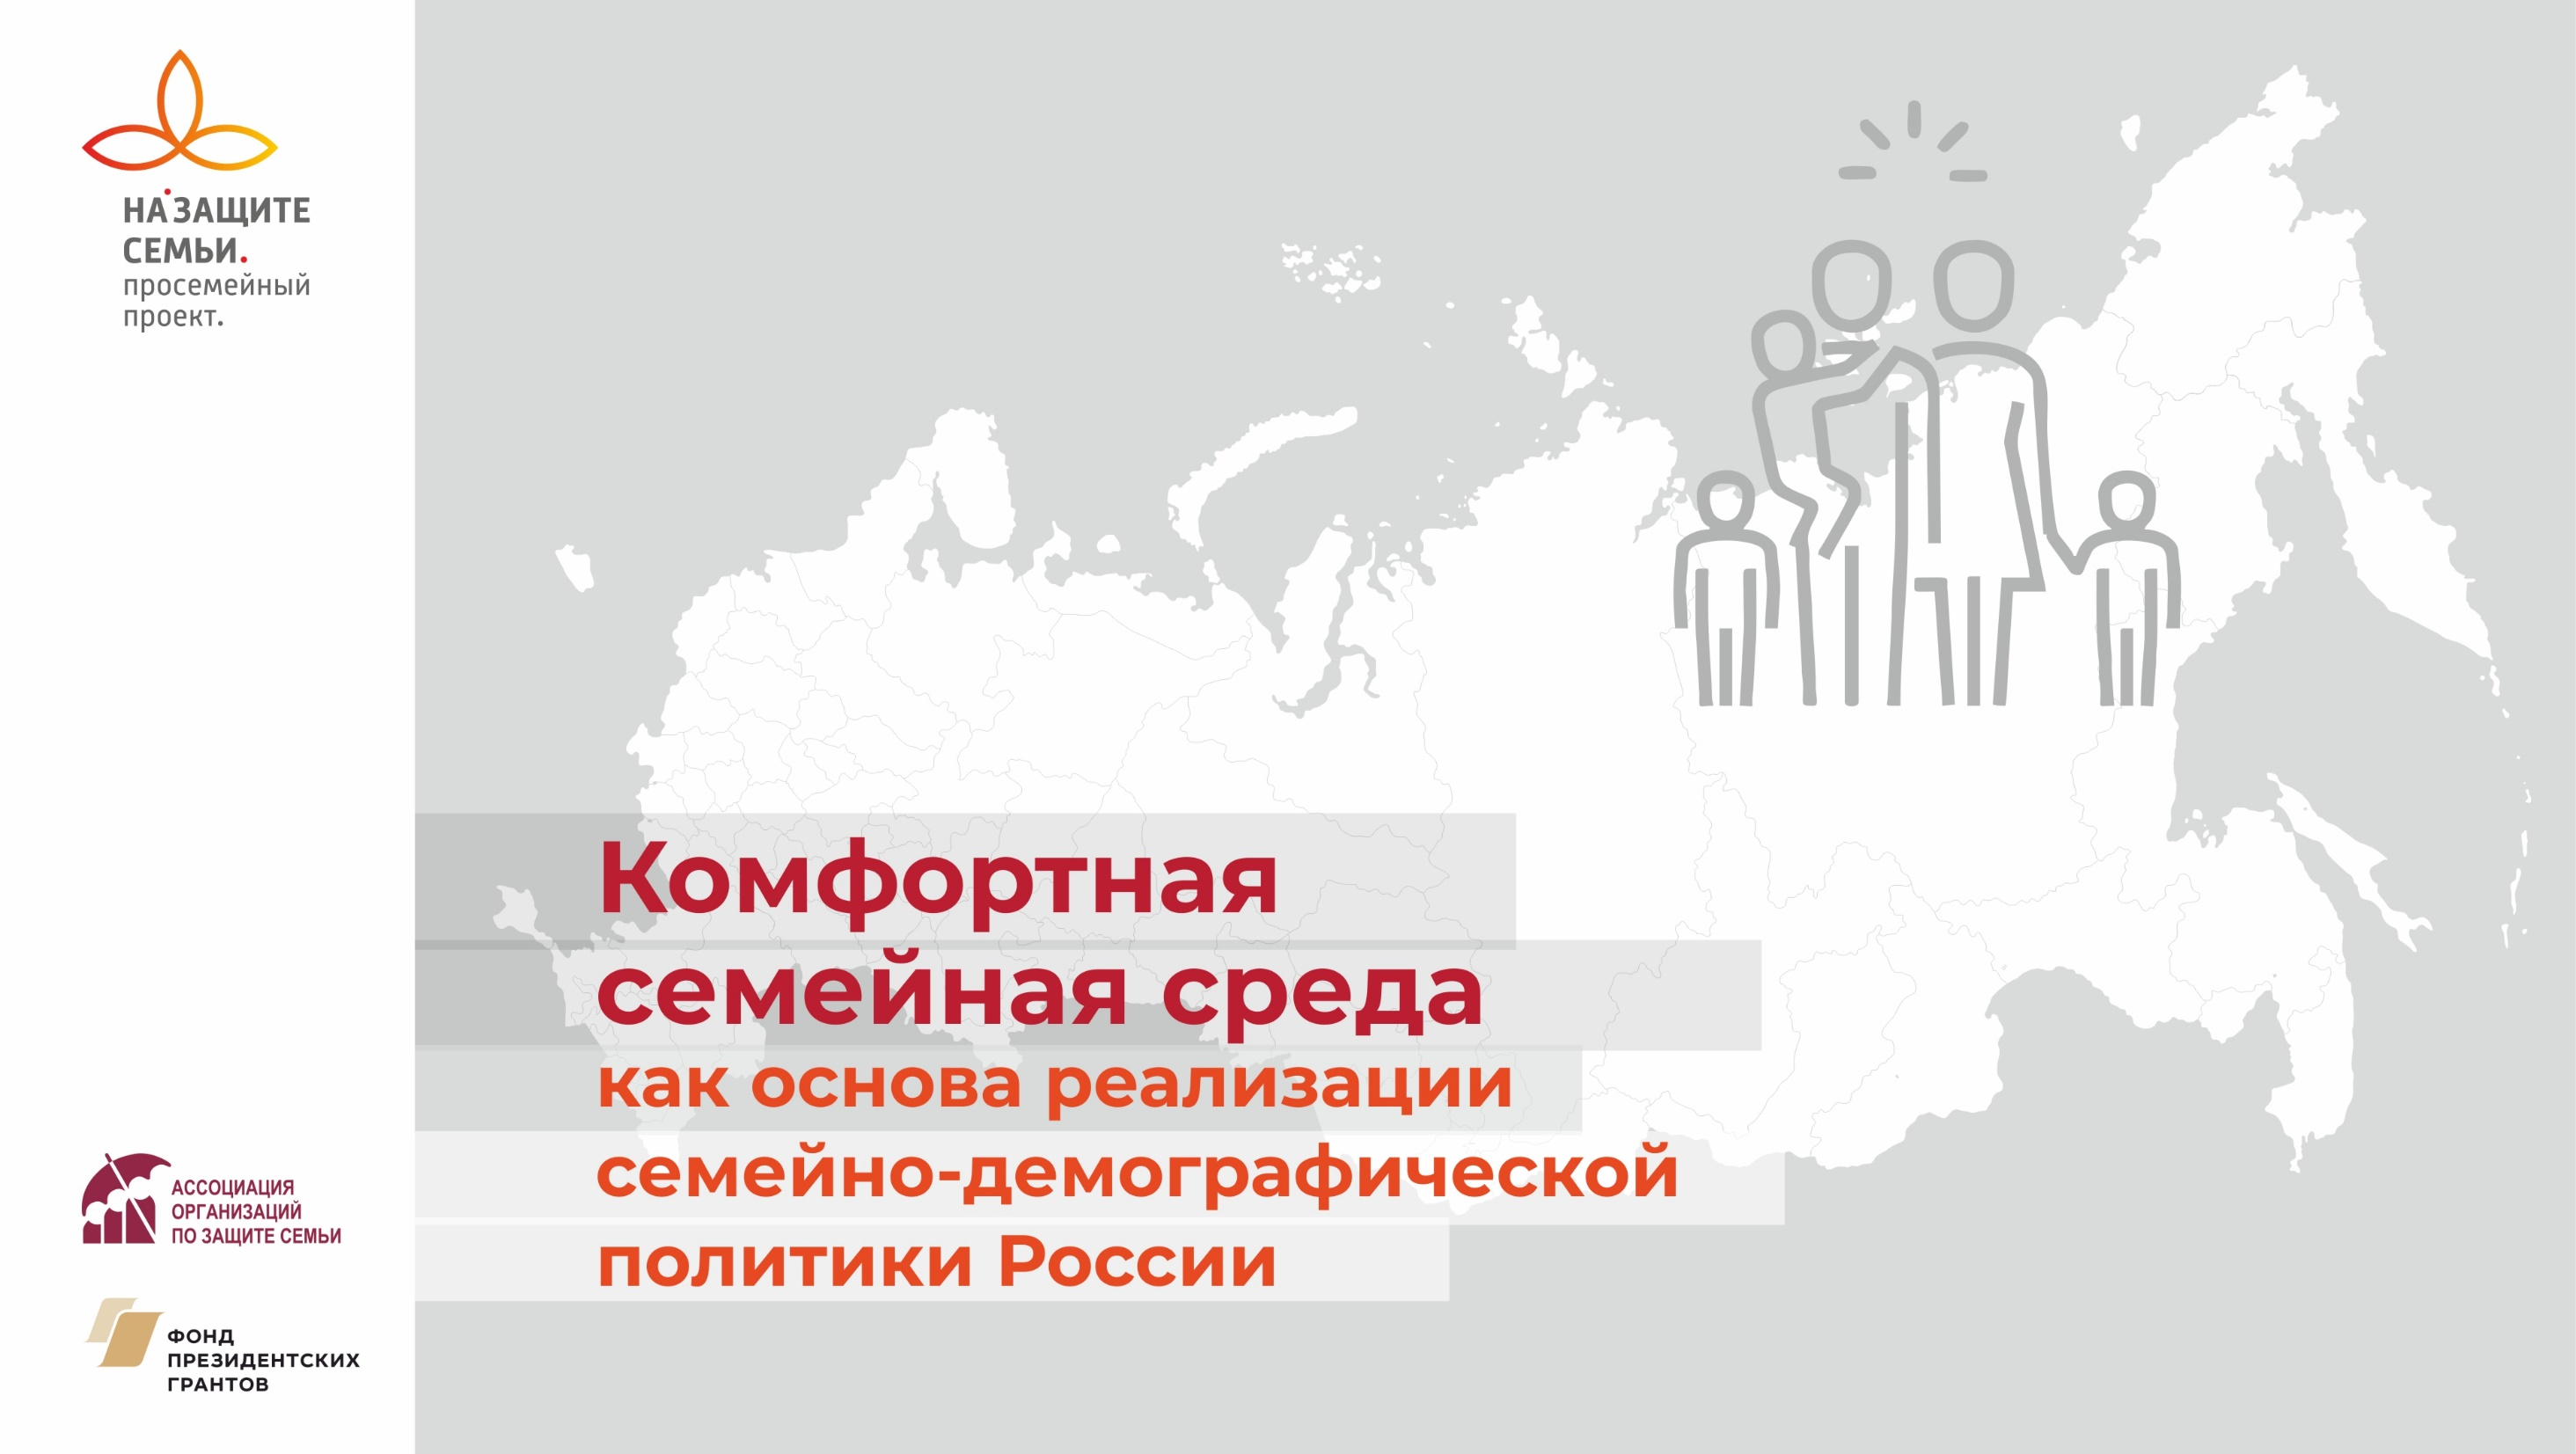 НА ЗАЩИТЕ
СЕМЬИ.
просемейный
проект.
Комфортная
семейная среда
как основа реализации
семейно-демографической
политики России
АССОЦИАЦИЯ
ОРГАНИЗАЦИЙ
ПО ЗАЩИТЕ СЕМЬИ
ФОНД
ПРЕЗИДЕНТСКИХ
ГРАНТОВ